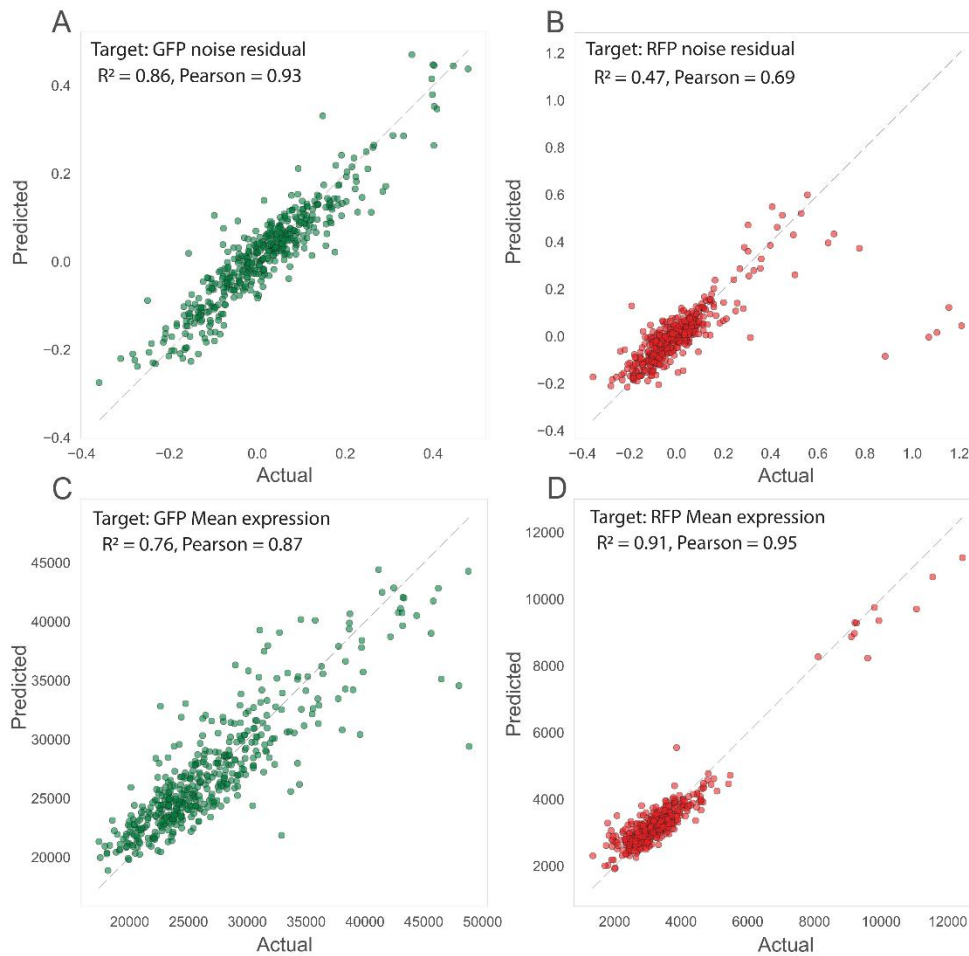 A
Target: GFP noise residual
R² = 0.86, Pearson = 0.93
0.4
0.2
0.0
−0.2
−0.4
Predicted
−0.4 −0.2 0.0 0.2 0.4
Actual
B
Target: RFP noise residual
R² = 0.47, Pearson = 0.69
1.2
1.0
0.8
0.6
0.4
0.2
0.0
−0.2
−0.4
Predicted
−0.4 −0.2 0.0 0.2 0.4 0.6 0.8 1.0 1.2
Actual
C
Target: GFP Mean expression
R² = 0.76, Pearson = 0.87
45000
40000
35000
30000
25000
20000
Predicted
20000 25000 30000 35000 40000 45000 50000
Actual
D
Target: RFP Mean expression
R² = 0.91, Pearson = 0.95
12000
10000
8000
6000
4000
2000
Predicted
2000 4000 6000 8000 10000 12000
Actual